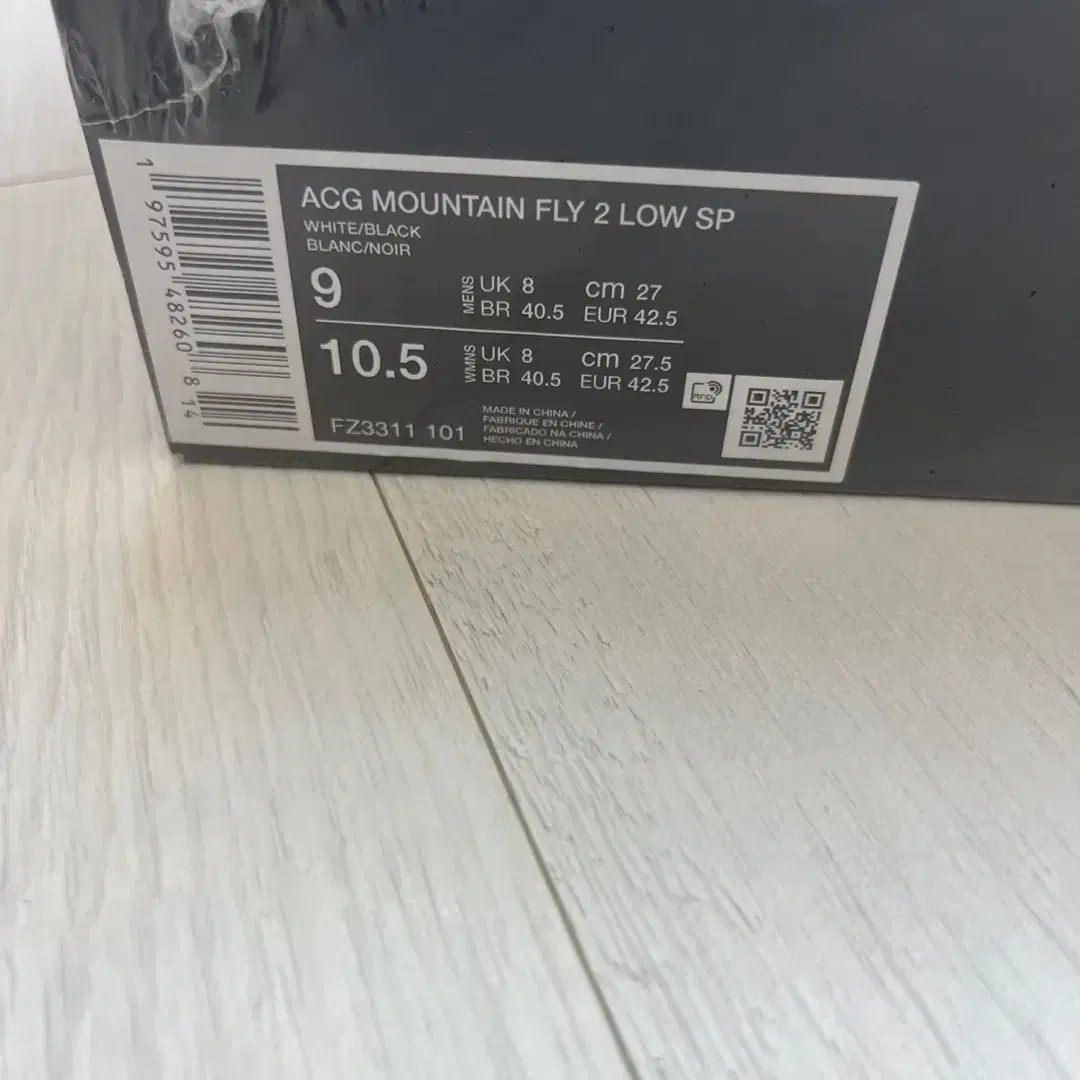 1 97595 48260 8 14
ACG MOUNTAIN FLY 2 LOW SP
WHITE/BLACK
BLANC/NOIR
9 MENS UK 8 cm 27
BR 40.5 EUR 42.5
10.5 WMNS UK 8 cm 27.5
BR 40.5 EUR 42.5
RFID
FZ3311 101
MADE IN CHINA /
FABRIQUE EN CHINE /
FABRICADO NA CHINA /
HECHO EN CHINA